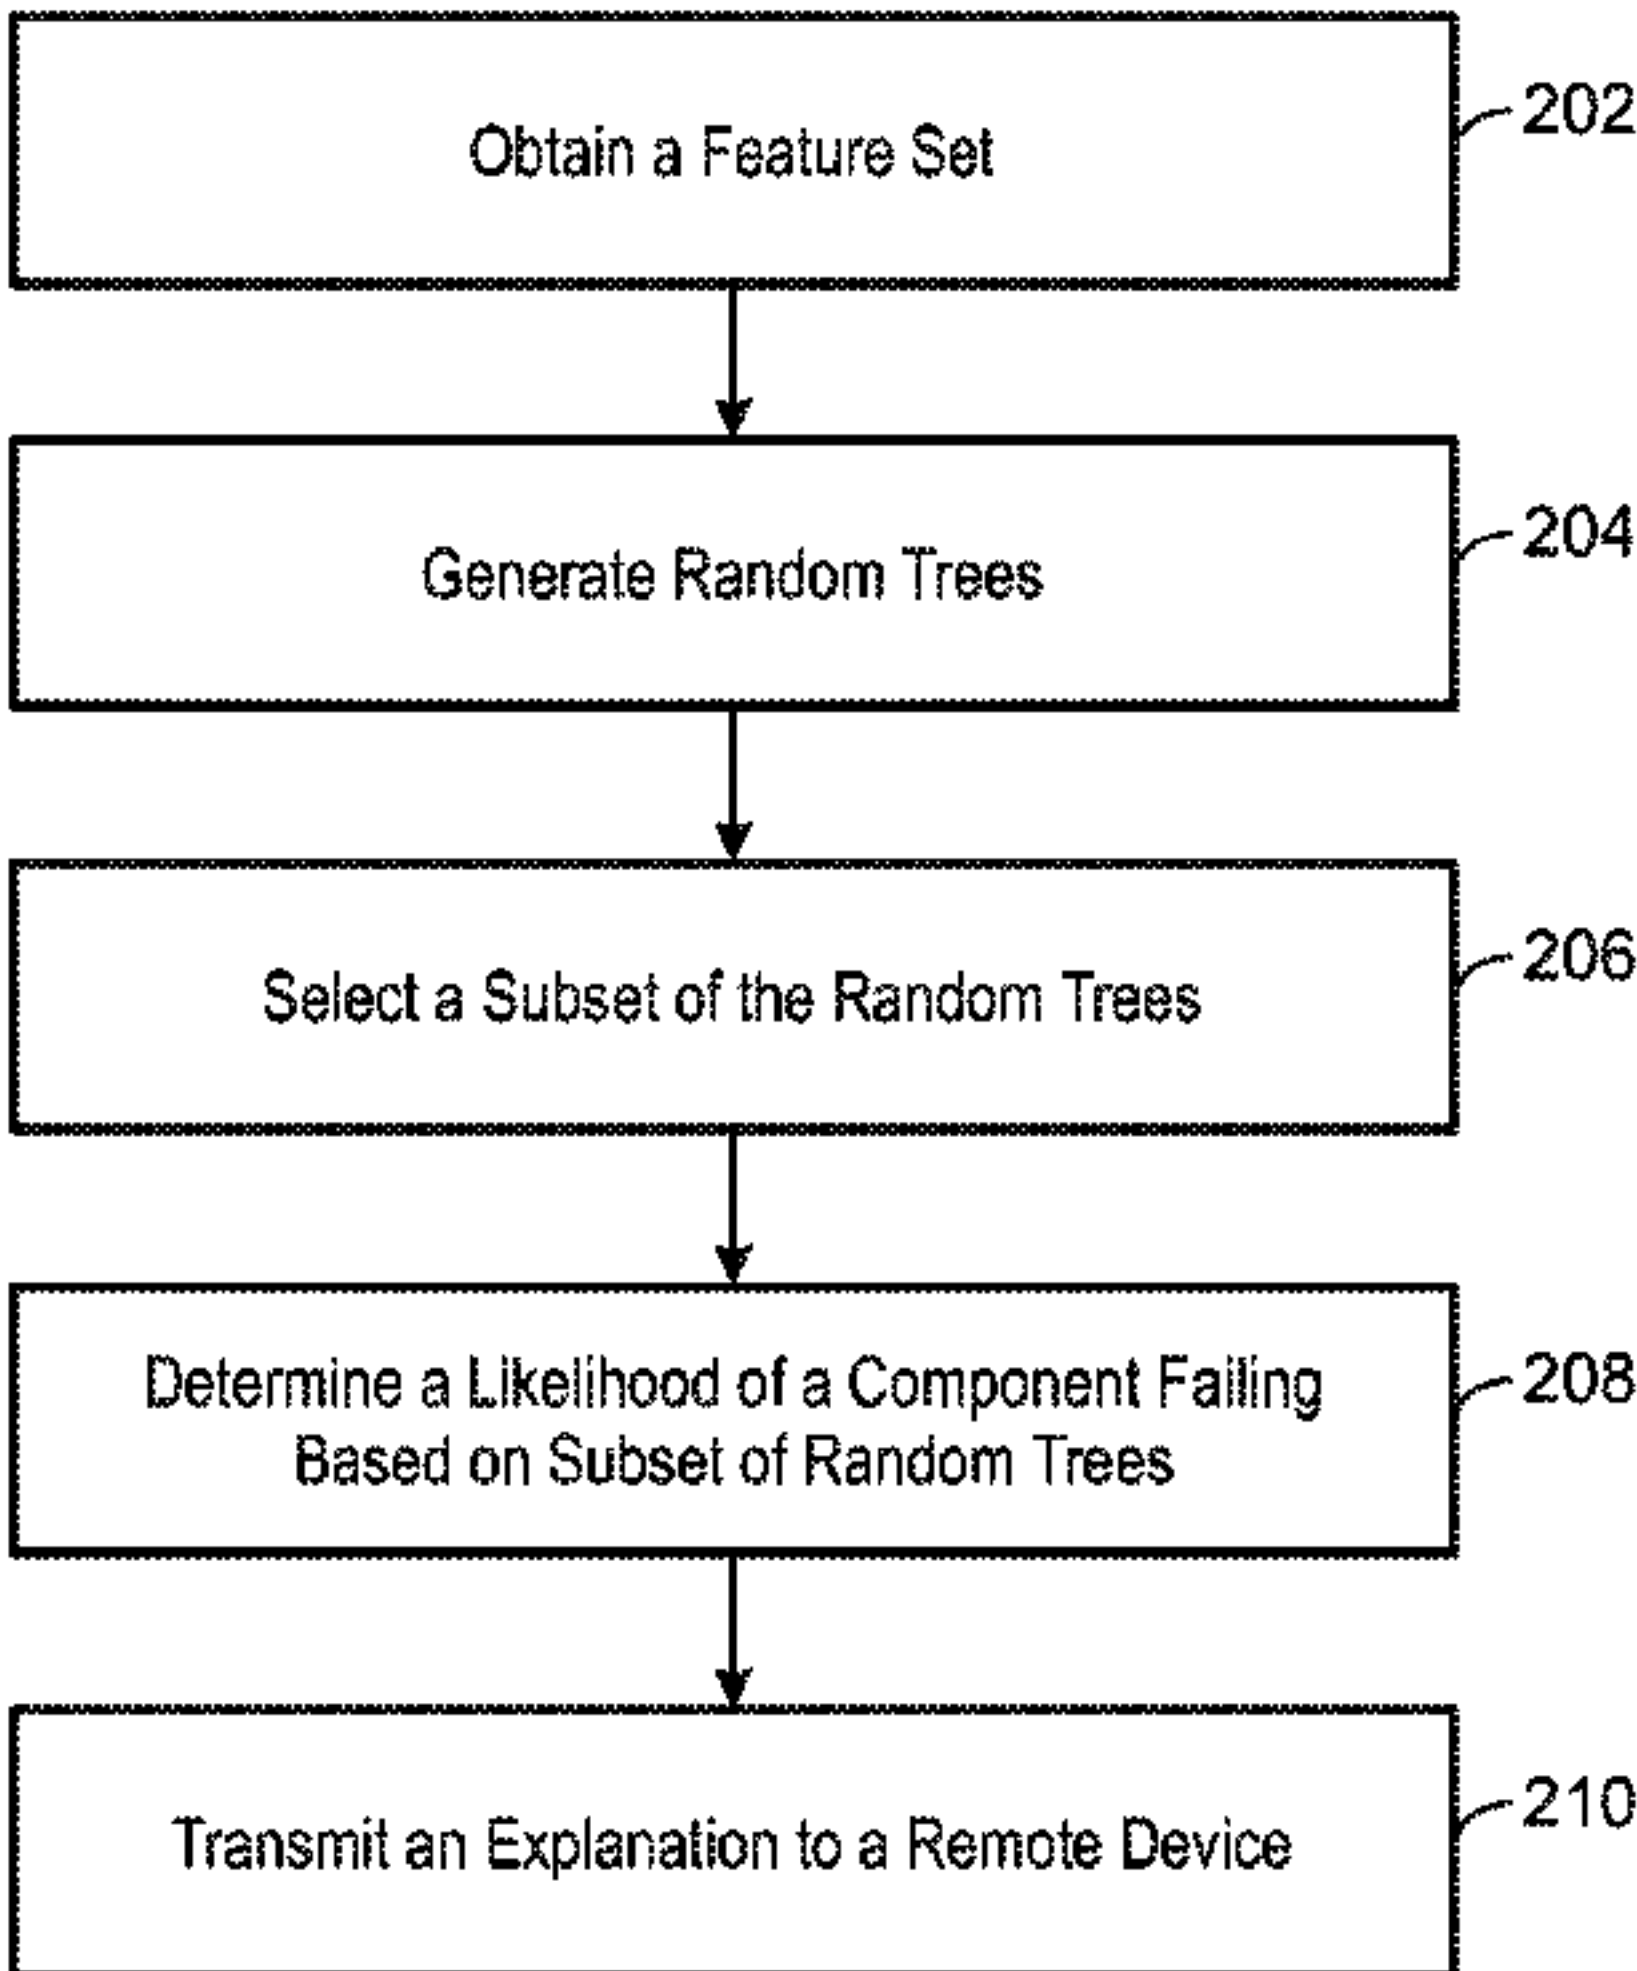 Obtain a Feature Set
202
Generate Random Trees
204
Select a Subset of the Random Trees
206
Determine a Likelihood of a Component Failing
Based on Subset of Random Trees
208
Transmit an Explanation to a Remote Device
210